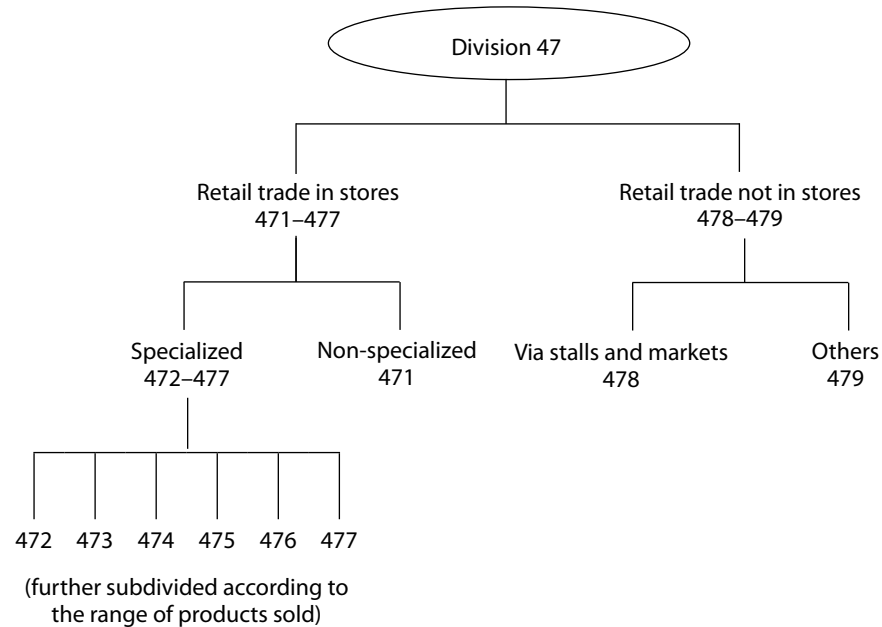 Division 47
Retail trade in stores
471–477
Retail trade not in stores
478–479
Specialized
472–477
Non-specialized
471
Via stalls and markets
478
Others
479
472 473 474 475 476 477
(further subdivided according to
the range of products sold)